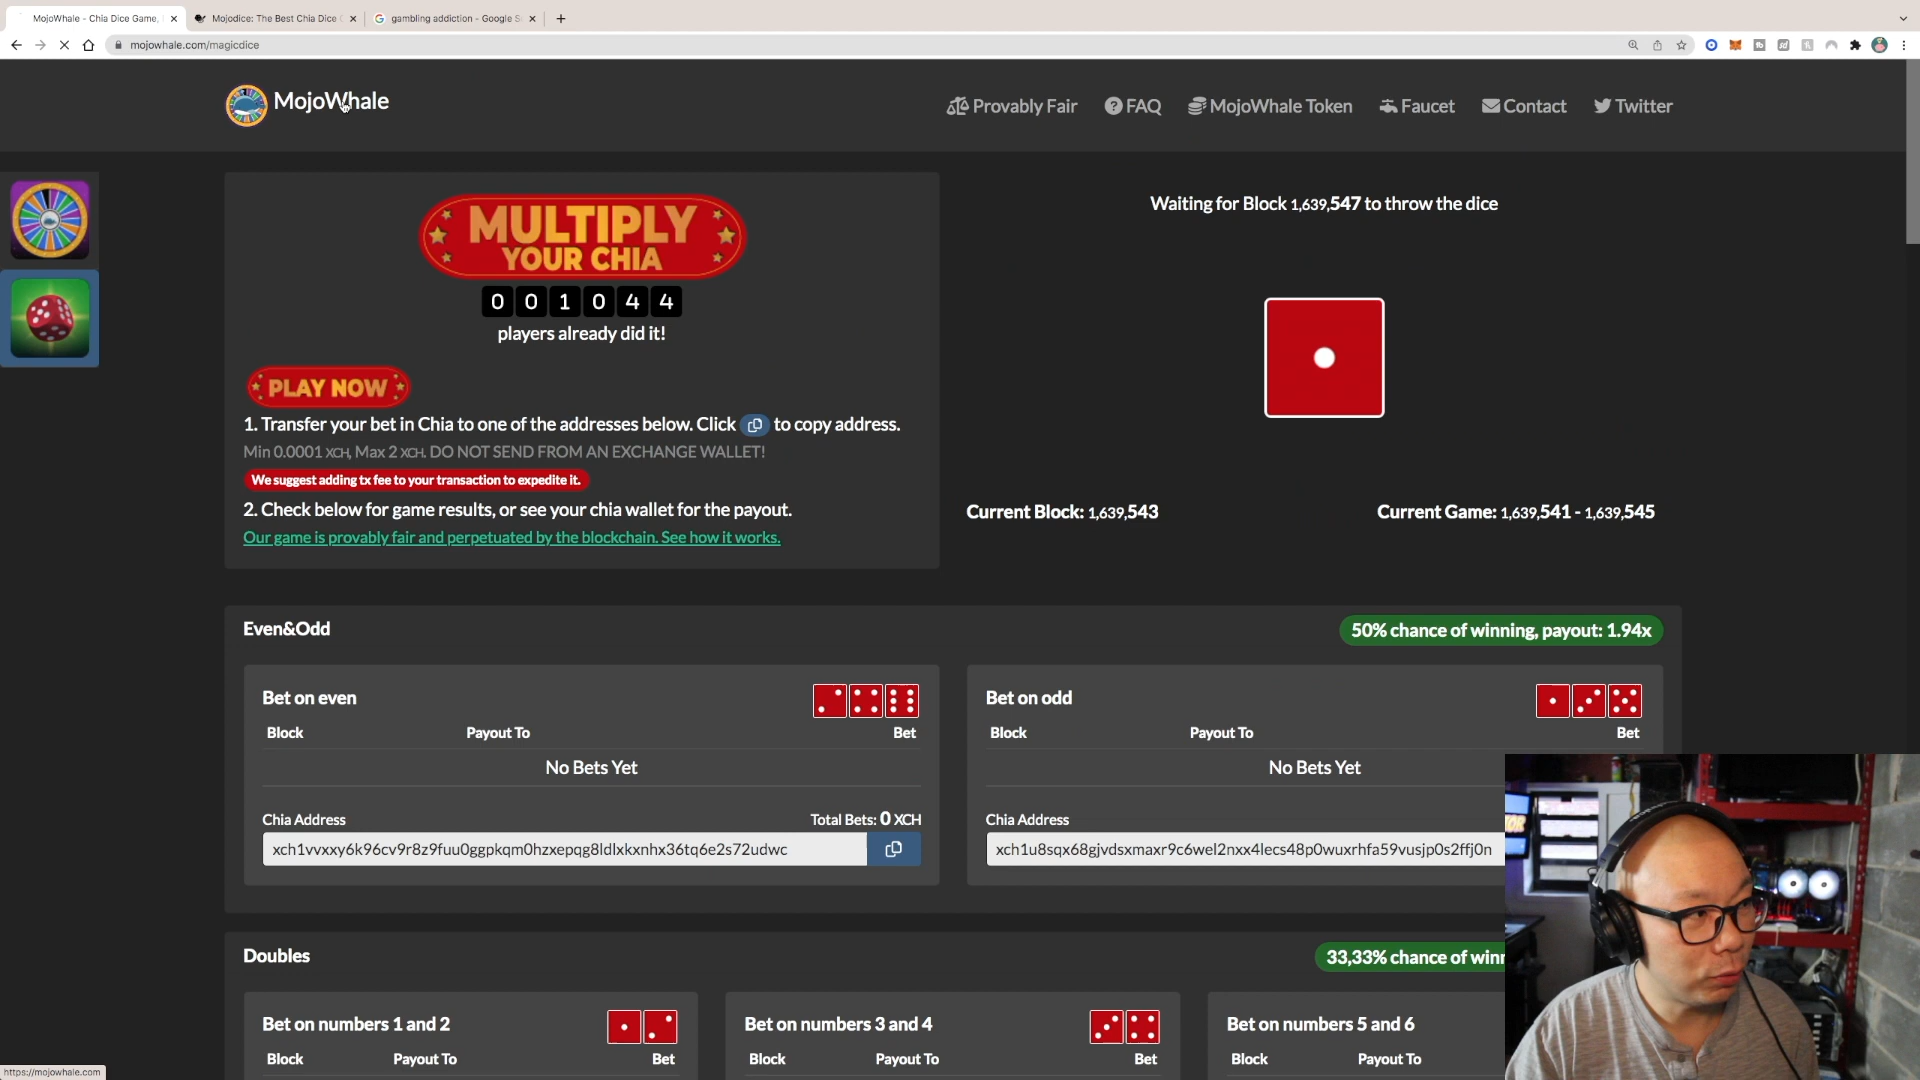 MojoWhale - Chia Dice Game,
Mojodice: The Best Chia Dice
gambling addiction - Google S
mojowhale.com/magicdice
MojoWhale
Provably Fair
FAQ
MojoWhale Token
Faucet
Contact
Twitter
MULTIPLY
YOUR CHIA
0 0 1 0 4 4
players already did it!
PLAY NOW
1. Transfer your bet in Chia to one of the addresses below. Click to copy address.
Min 0.0001 XCH, Max 2 XCH. DO NOT SEND FROM AN EXCHANGE WALLET!
We suggest adding tx fee to your transaction to expedite it.
2. Check below for game results, or see your chia wallet for the payout.
Our game is provably fair and perpetuated by the blockchain. See how it works.
Waiting for Block 1,639,547 to throw the dice
Current Block: 1,639,543
Current Game: 1,639,541 - 1,639,545
Even&Odd
50% chance of winning, payout: 1.94x
Bet on even
Block Payout To Bet
No Bets Yet
Chia Address Total Bets: 0 XCH
xch1vvxxy6k96cv9r8z9fuu0ggpkqm0hzxepqg8ldlxkxnhx36tq6e2s72udwc
Bet on odd
Block Payout To Bet
No Bets Yet
Chia Address
xch1u8sqx68gjvdsxmaxr9c6wel2nxx4lecs48p0wuxrhfa59vusjp0s2ffj0n
Doubles
33,33% chance of winn
Bet on numbers 1 and 2
Block Payout To Bet
Bet on numbers 3 and 4
Block Payout To Bet
Bet on numbers 5 and 6
Block Payout To
https://mojowhale.com